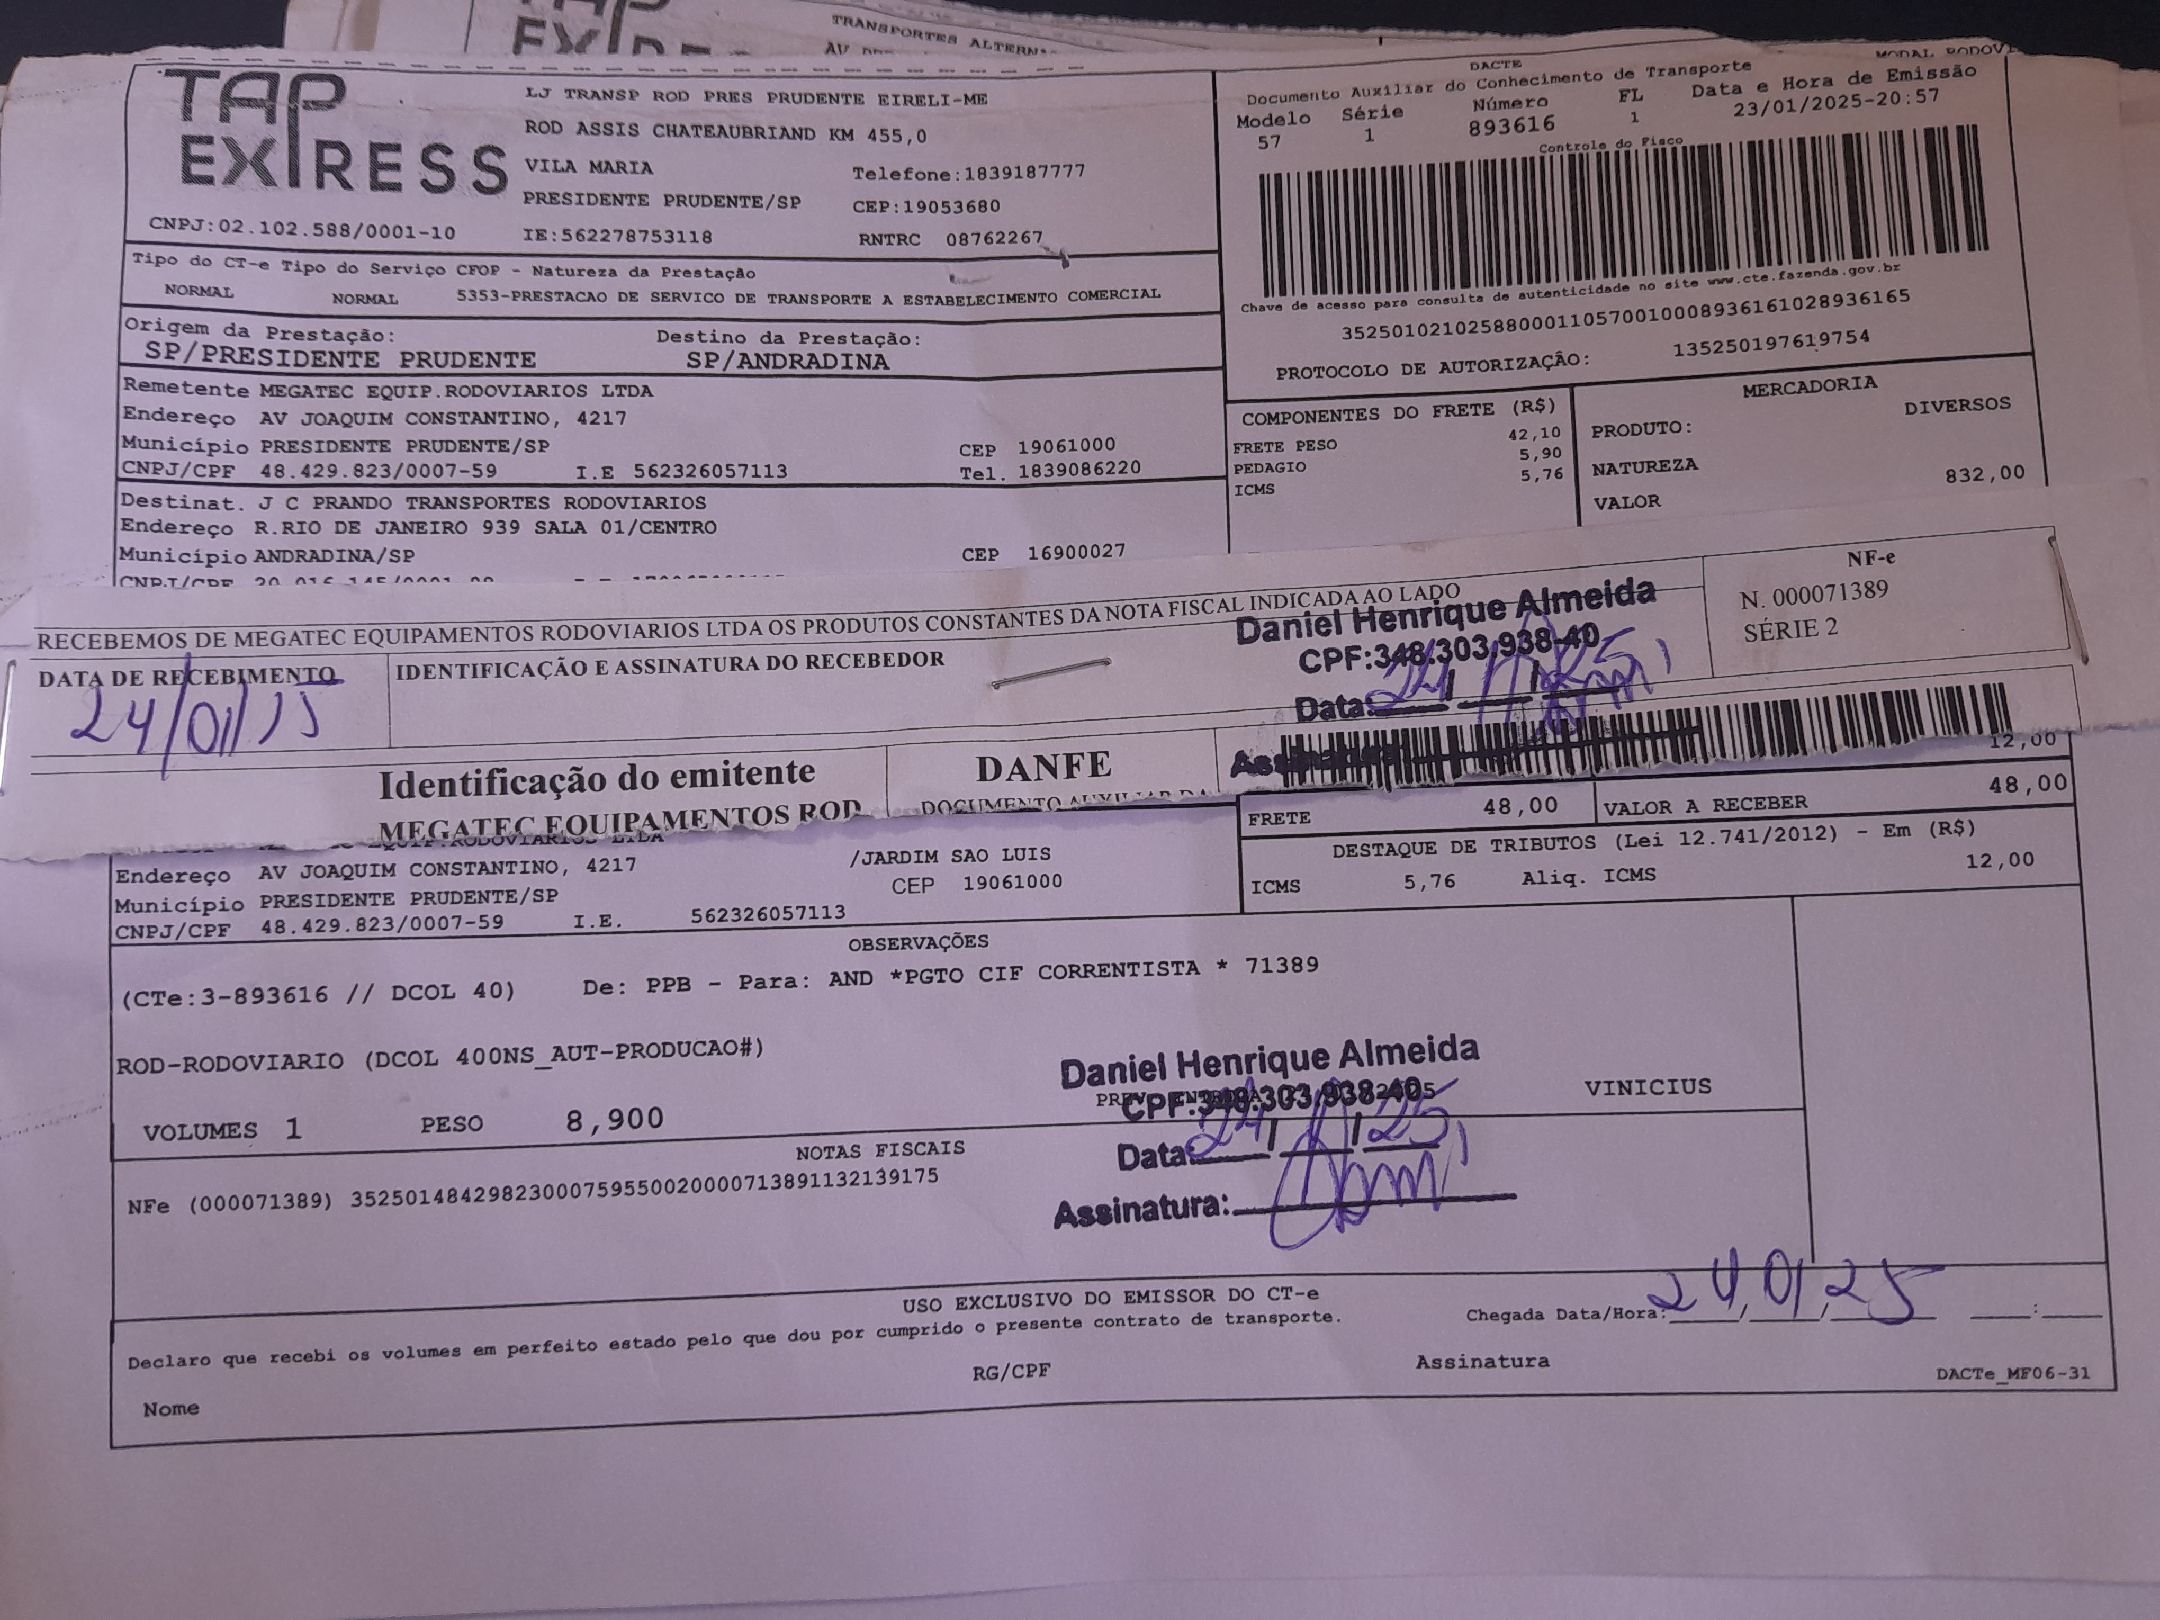 TRANSPORTES ALTERN
TAP
EXPRESS
LJ TRANSP ROD PRES PRUDENTE EIRELI-ME
ROD ASSIS CHATEAUBRIAND KM 455,0
VILA MARIA Telefone:1839187777
PRESIDENTE PRUDENTE/SP CEP:19053680
CNPJ:02.102.588/0001-10 IE:562278753118 RNTRC 08762267
DACTE MODAL RODOVI
Documento Auxiliar do Conhecimento de Transporte
Modelo Série Número FL Data e Hora de Emissão
57 1 893616 1 23/01/2025-20:57
Controle do Fisco
Chave de acesso para consulta de autenticidade no site www.cte.fazenda.gov.br
35250102102588000110570010008936161028936165
PROTOCOLO DE AUTORIZAÇÃO: 135250197619754
Tipo do CT-e Tipo do Serviço CFOP - Natureza da Prestação
NORMAL NORMAL 5353-PRESTACAO DE SERVICO DE TRANSPORTE A ESTABELECIMENTO COMERCIAL
Origem da Prestação: Destino da Prestação:
SP/PRESIDENTE PRUDENTE SP/ANDRADINA
Remetente MEGATEC EQUIP.RODOVIARIOS LTDA
Endereço AV JOAQUIM CONSTANTINO, 4217
Município PRESIDENTE PRUDENTE/SP CEP 19061000
CNPJ/CPF 48.429.823/0007-59 I.E 562326057113 Tel. 1839086220
Destinat. J C PRANDO TRANSPORTES RODOVIARIOS
Endereço R.RIO DE JANEIRO 939 SALA 01/CENTRO
Município ANDRADINA/SP CEP 16900027
CNPJ/CPF
COMPONENTES DO FRETE (R$)
FRETE PESO 42,10
PEDAGIO 5,90
ICMS 5,76
MERCADORIA
PRODUTO: DIVERSOS
NATUREZA
VALOR 832,00
RECEBEMOS DE MEGATEC EQUIPAMENTOS RODOVIARIOS LTDA OS PRODUTOS CONSTANTES DA NOTA FISCAL INDICADA AO LADO
NF-e
N. 000071389
SÉRIE 2
DATA DE RECEBIMENTO IDENTIFICAÇÃO E ASSINATURA DO RECEBEDOR
24/01/25
Daniel Henrique Almeida
CPF:348.303.938-40
Data: 24/ / 25
Assinatura:
Identificação do emitente DANFE
MEGATEC EQUIPAMENTOS ROD DOCUMENTO AUXILIAR DA
12,00
FRETE 48,00 VALOR A RECEBER 48,00
DESTAQUE DE TRIBUTOS (Lei 12.741/2012) - Em (R$)
ICMS 5,76 Aliq. ICMS 12,00
EQUIP.RODOVIARIOS LTDA
Endereço AV JOAQUIM CONSTANTINO, 4217 /JARDIM SAO LUIS
Município PRESIDENTE PRUDENTE/SP CEP 19061000
CNPJ/CPF 48.429.823/0007-59 I.E. 562326057113
OBSERVAÇÕES
(CTe:3-893616 // DCOL 40) De: PPB - Para: AND *PGTO CIF CORRENTISTA * 71389
ROD-RODOVIARIO (DCOL 400NS_AUT-PRODUCAO#)
Daniel Henrique Almeida
CPF:348.303.938-40
VINICIUS
VOLUMES 1 PESO 8,900
Data: 24/ / 25
Assinatura:
NOTAS FISCAIS
NFe (000071389) 35250148429823000759550020000713891132139175
USO EXCLUSIVO DO EMISSOR DO CT-e
Declaro que recebi os volumes em perfeito estado pelo que dou por cumprido o presente contrato de transporte.
Chegada Data/Hora: 24/01/25 :
Nome RG/CPF Assinatura
DACTe_MF06-31